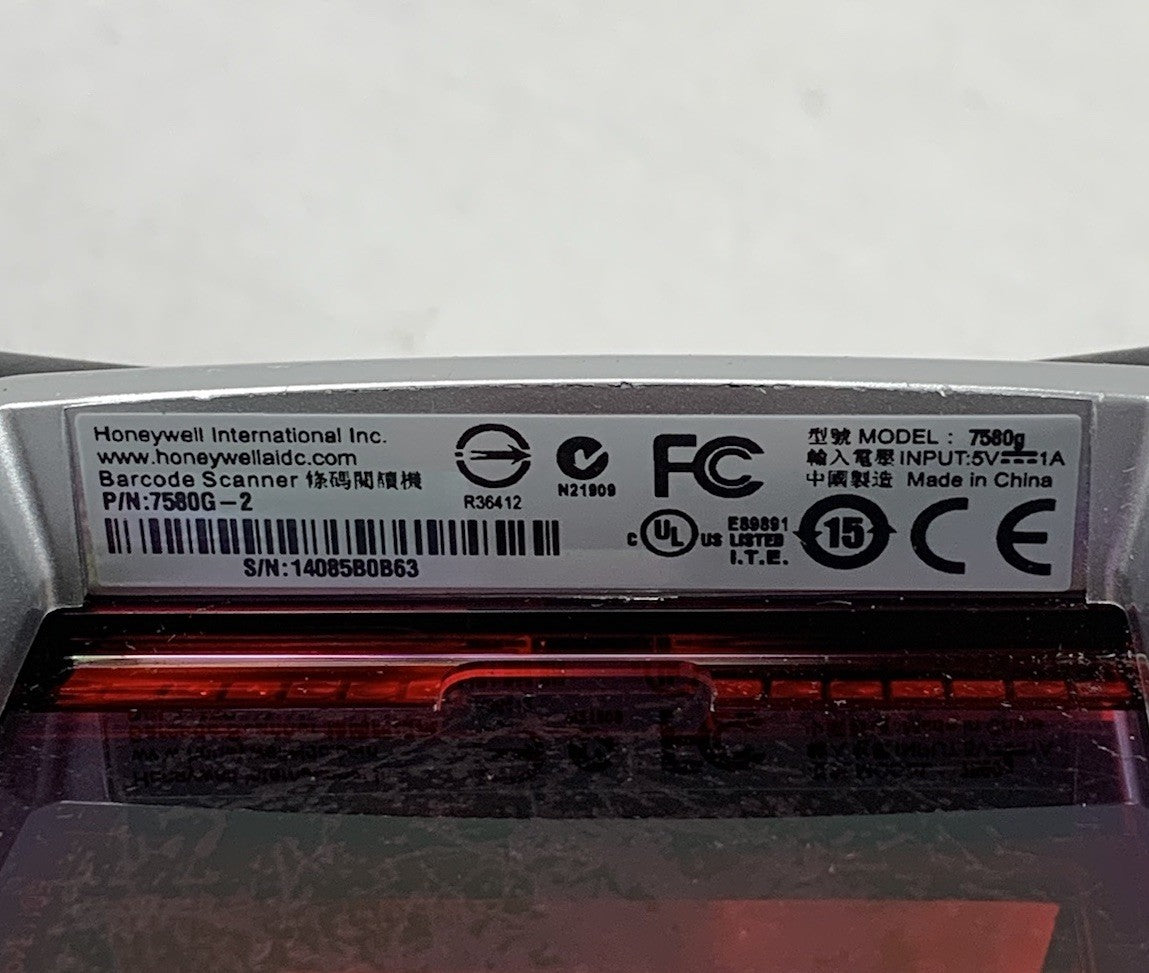 Honeywell International Inc.
www.honeywellaidc.com
Barcode Scanner 條碼閱讀機
P/N:7580G-2
S/N:14085B0B63
R36412
N21909
FC
型號 MODEL : 7580g
輸入電壓 INPUT:5V⎓1A
中國製造 Made in China
c UL US E89891
LISTED
I.T.E.
15
CE